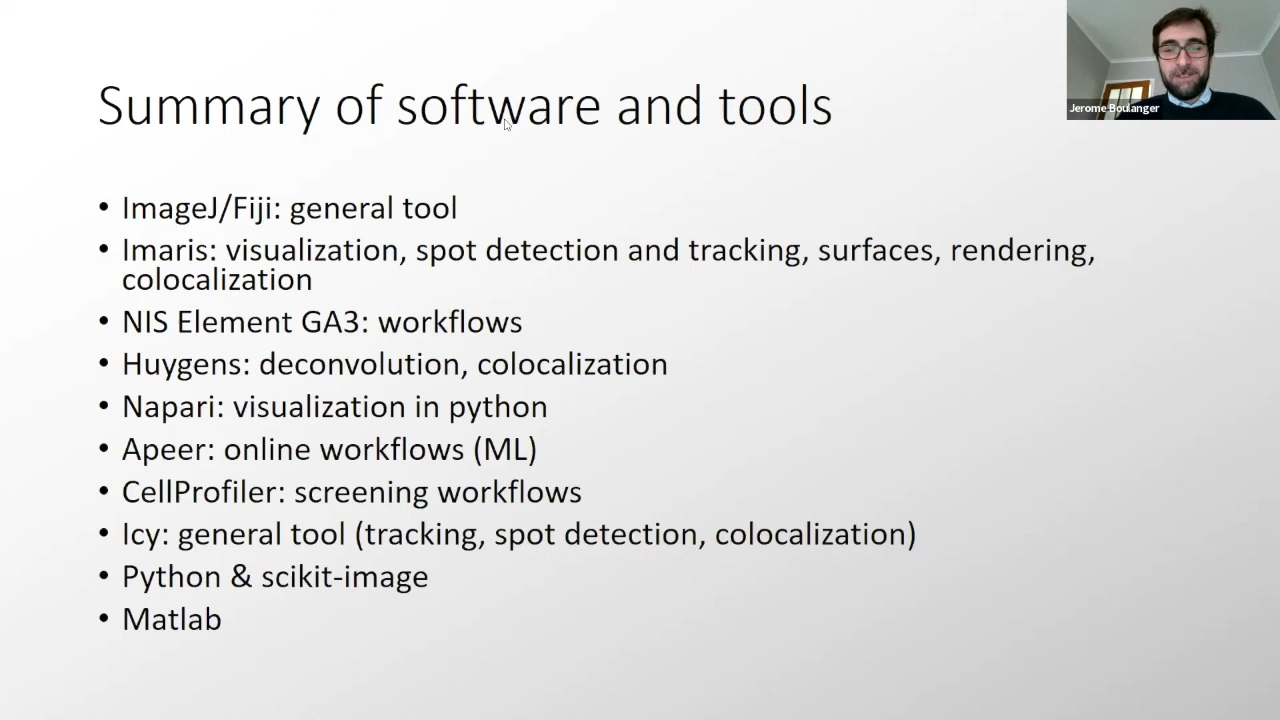 Summary of software and tools
Jerome Boulanger
• ImageJ/Fiji: general tool
• Imaris: visualization, spot detection and tracking, surfaces, rendering,
colocalization
• NIS Element GA3: workflows
• Huygens: deconvolution, colocalization
• Napari: visualization in python
• Apeer: online workflows (ML)
• CellProfiler: screening workflows
• Icy: general tool (tracking, spot detection, colocalization)
• Python & scikit-image
• Matlab